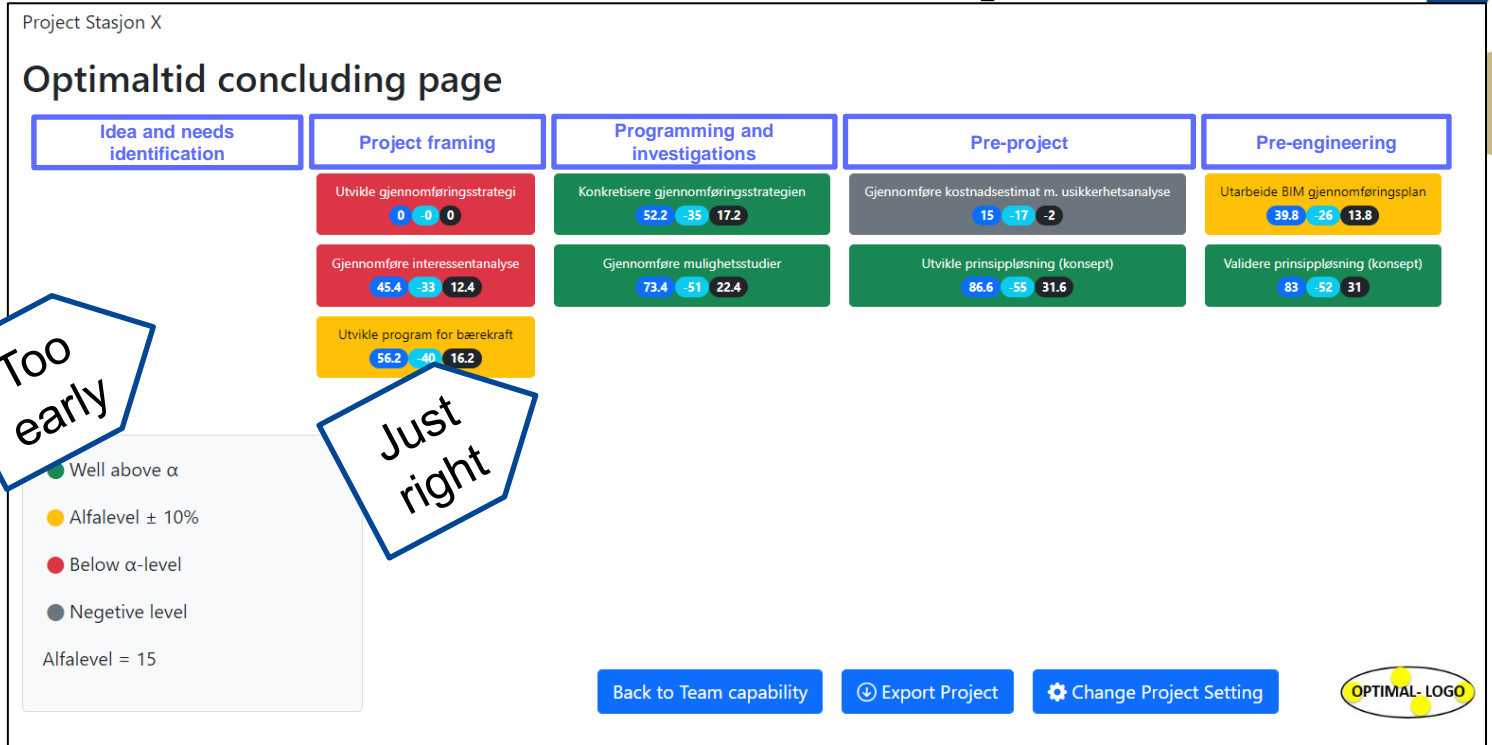 Project Stasjon X
Optimaltid concluding page
Idea and needs
identification
Project framing
Programming and
investigations
Pre-project
Pre-engineering
Utvikle gjennomføringsstrategi
0 -0 0
Konkretisere gjennomføringsstrategien
52.2 -35 17.2
Gjennomføre kostnadsestimat m. usikkerhetsanalyse
15 -17 -2
Utarbeide BIM gjennomføringsplan
39.8 -26 13.8
Gjennomføre interessentanalyse
45.4 -33 12.4
Gjennomføre mulighetsstudier
73.4 -51 22.4
Utvikle prinsippløsning (konsept)
86.6 -55 31.6
Validere prinsippløsning (konsept)
83 -52 31
Utvikle program for bærekraft
56.2 -40 16.2
Too
early
Just
right
Well above α
Alfalevel ± 10%
Below α-level
Negetive level
Alfalevel = 15
Back to Team capability
Export Project
Change Project Setting
OPTIMAL- LOGO